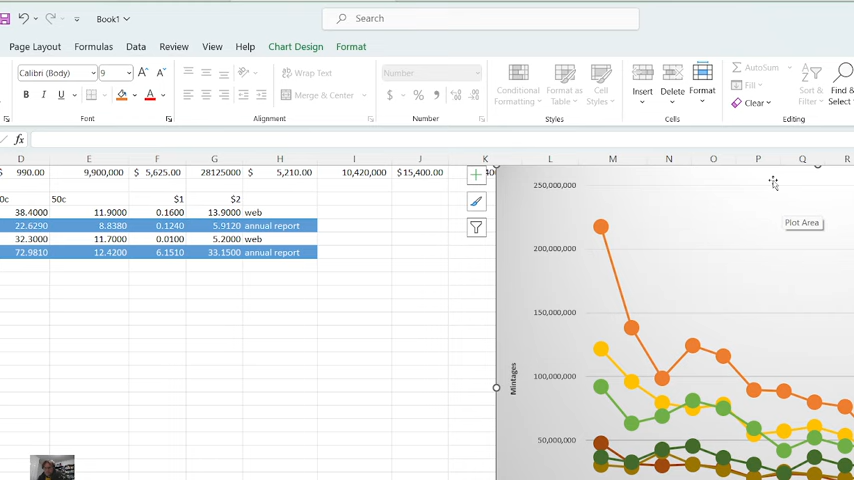 Book1
Search
Page Layout Formulas Data Review View Help Chart Design Format
Calibri (Body) 9 A A Wrap Text Number AutoSum
B I U A Merge & Center $ % Fill
Clear
Conditional Formatting
Format as Table
Cell Styles
Insert Delete Format
Find & Select
Font Alignment Number Styles Cells Editing
fx
D E F G H I J K L M N O P Q R
990.00 9,900,000 $ 5,625.00 28125000 $ 5,210.00 10,420,000 $15,400.00
50c $1 $2
38.4000 11.9000 0.1600 13.9000 web
22.6290 8.8380 0.1240 5.9120 annual report
32.3000 11.7000 0.0100 5.2000 web
72.9810 12.4200 6.1510 33.1500 annual report
250,000,000
Plot Area
200,000,000
150,000,000
100,000,000
50,000,000
Mintages